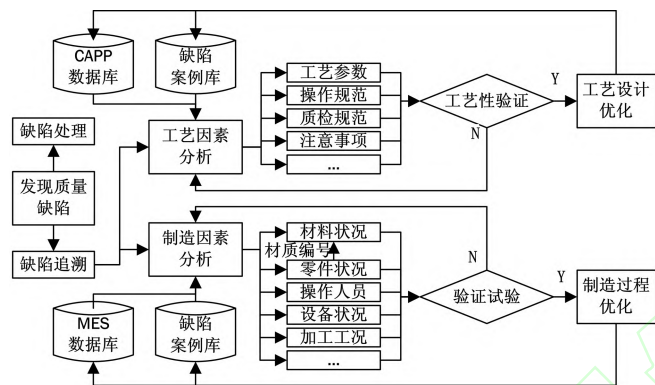 CAPP
数据库
缺陷
案例库
工艺参数
操作规范
质检规范
注意事项
...
工艺性验证
Y
N
工艺设计
优化
缺陷处理
工艺因素
分析
发现质量
缺陷
缺陷追溯
制造因素
分析
材质编号
材料状况
零件状况
操作人员
设备状况
加工工况
...
N
验证试验
Y
制造过程
优化
MES
数据库
缺陷
案例库